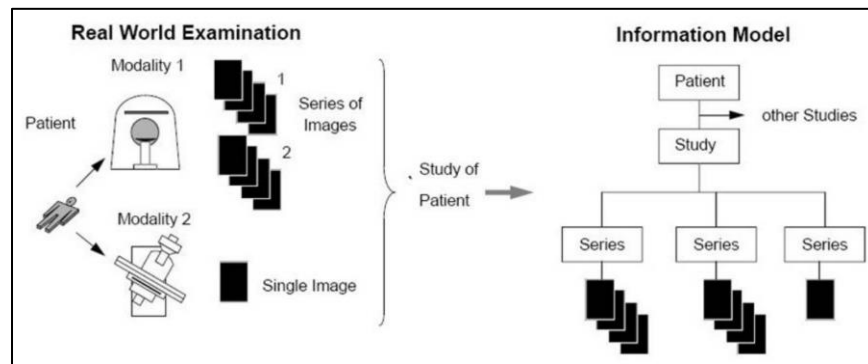 Real World Examination
Modality 1
Patient
1
Series of
Images
2
Modality 2
Single Image
Study of
Patient
Information Model
Patient
other Studies
Study
Series
Series
Series